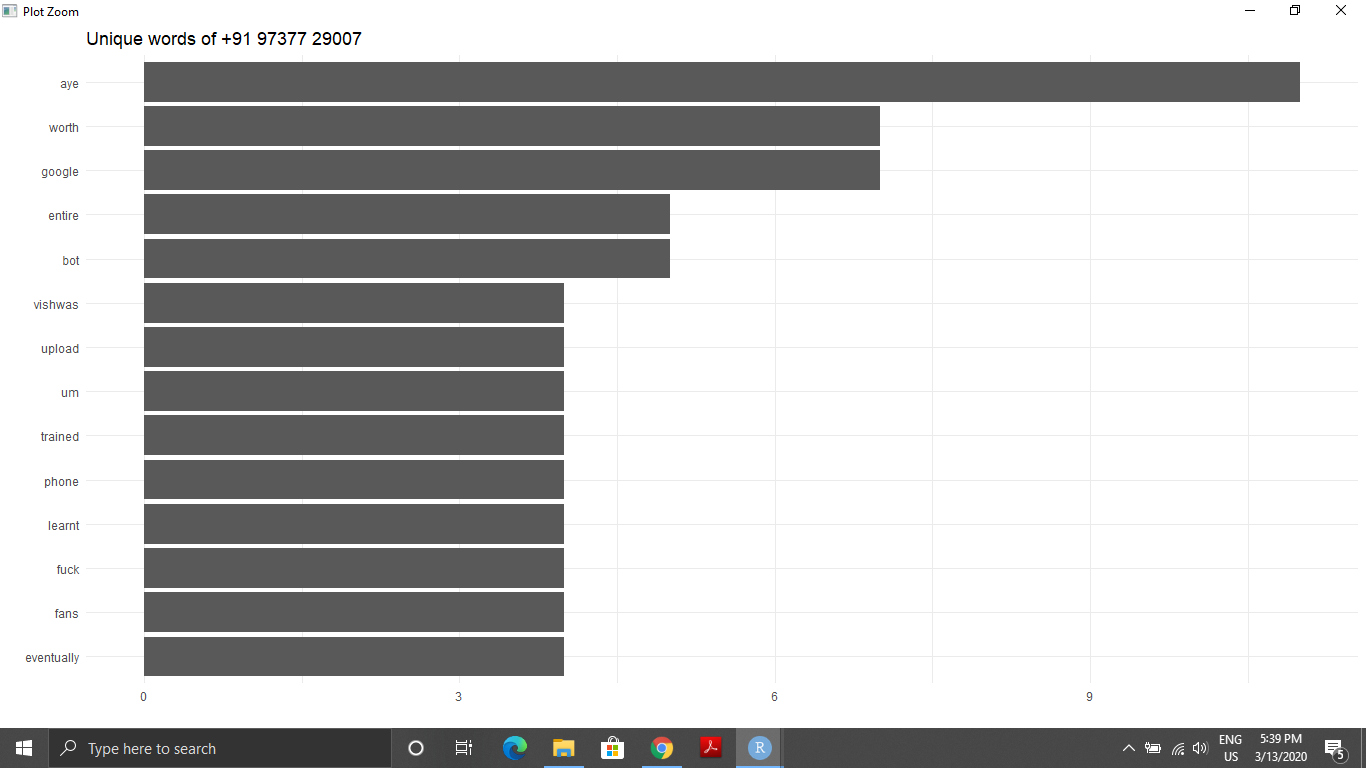 Plot Zoom
Unique words of +91 97377 29007
aye
worth
google
entire
bot
vishwas
upload
um
trained
phone
learnt
fuck
fans
eventually
0 3 6 9
Type here to search
R
ENG
US
5:39 PM
3/13/2020
5